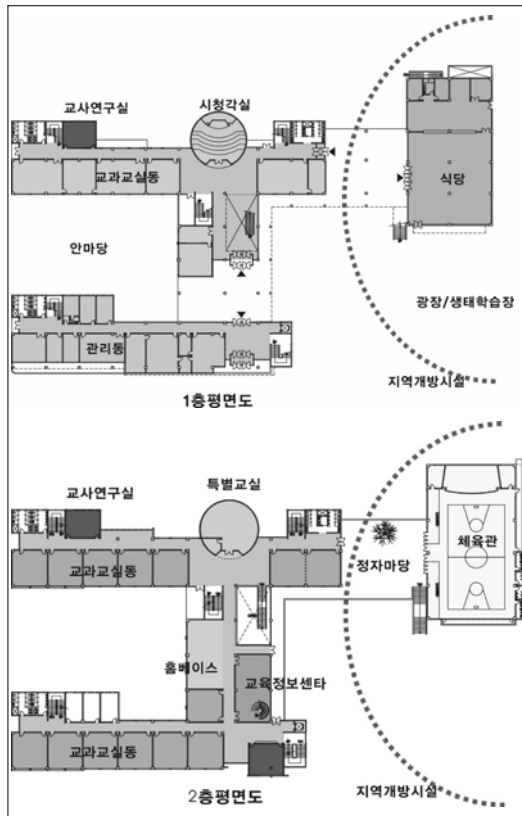 교사연구실
시청각실
교과교실동
식당
안마당
광장/생태학습장
관리동
지역개방시설
1층평면도
교사연구실
특별교실
체육관
교과교실동
정자마당
홈베이스
교육정보센타
교과교실동
2층평면도
지역개방시설